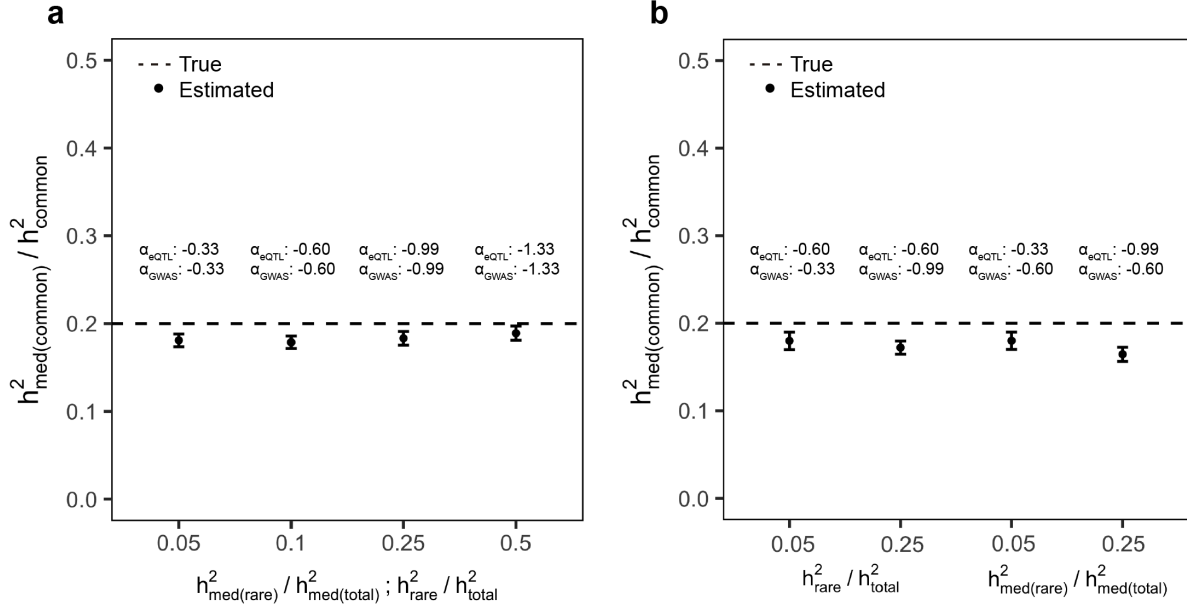 a
0.5
0.4
0.3
0.2
0.1
0.0
h²med(common) / h²common
True
Estimated
αeQTL: -0.33 αeQTL: -0.60 αeQTL: -0.99 αeQTL: -1.33
αGWAS: -0.33 αGWAS: -0.60 αGWAS: -0.99 αGWAS: -1.33
0.05 0.1 0.25 0.5
h²med(rare) / h²med(total) ; h²rare / h²total
b
0.5
0.4
0.3
0.2
0.1
0.0
h²med(common) / h²common
True
Estimated
αeQTL: -0.60 αeQTL: -0.60 αeQTL: -0.33 αeQTL: -0.99
αGWAS: -0.33 αGWAS: -0.99 αGWAS: -0.60 αGWAS: -0.60
0.05 0.25 0.05 0.25
h²rare / h²total h²med(rare) / h²med(total)